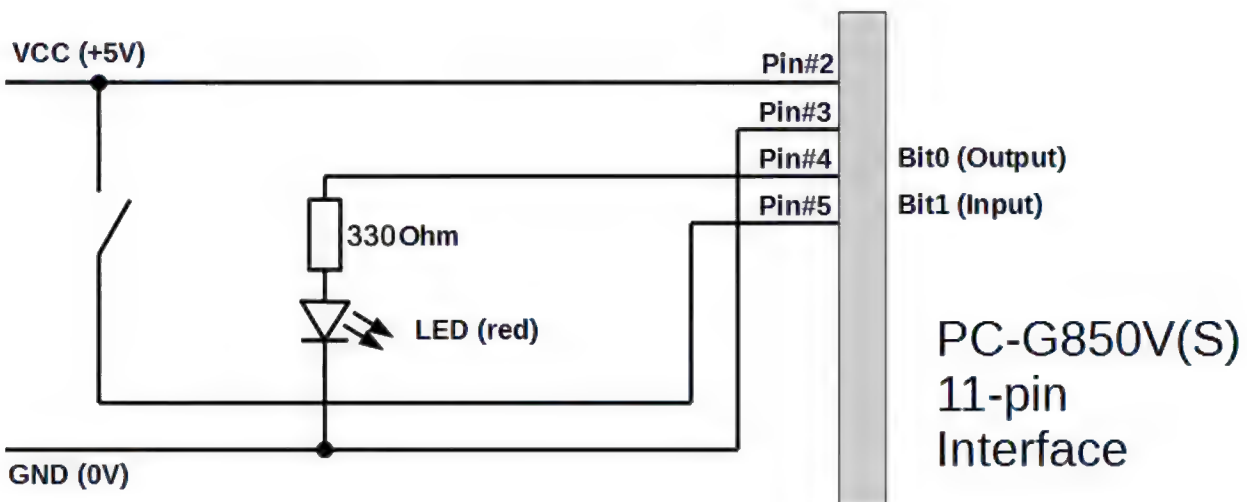 VCC (+5V)
Pin#2
Pin#3
Pin#4
Bit0 (Output)
Pin#5
Bit1 (Input)
330Ohm
LED (red)
PC-G850V(S)
11-pin
Interface
GND (0V)